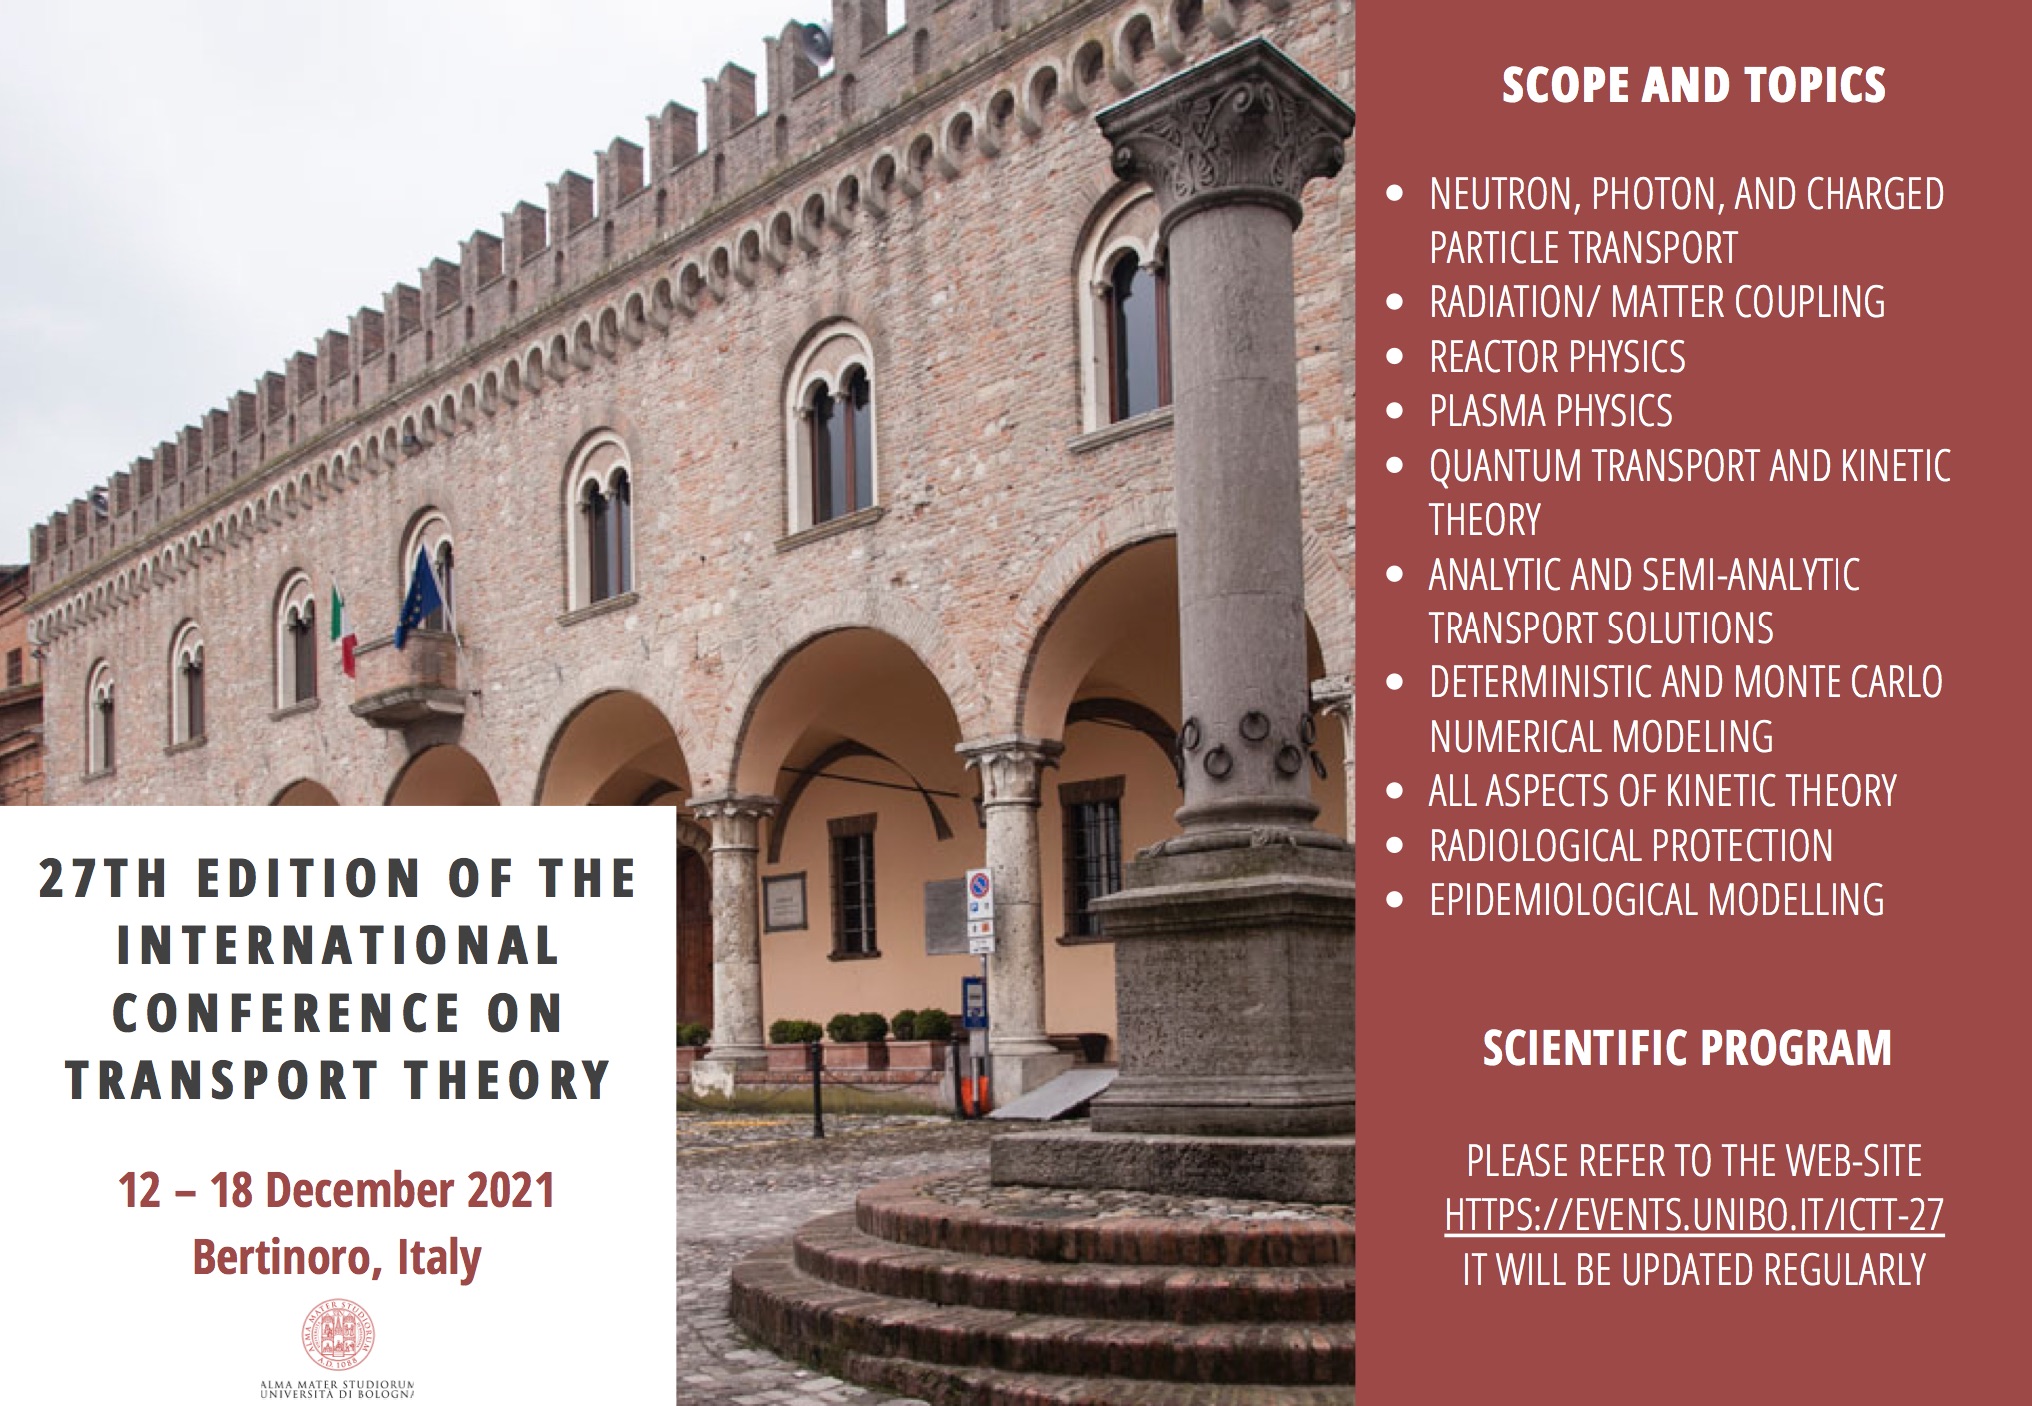 27TH EDITION OF THE
INTERNATIONAL
CONFERENCE ON
TRANSPORT THEORY
12 – 18 December 2021
Bertinoro, Italy
ALMA MATER STUDIORUM
A.D. 1088
ALMA MATER STUDIORUM
UNIVERSITÀ DI BOLOGNA
SCOPE AND TOPICS
• NEUTRON, PHOTON, AND CHARGED
PARTICLE TRANSPORT
• RADIATION/ MATTER COUPLING
• REACTOR PHYSICS
• PLASMA PHYSICS
• QUANTUM TRANSPORT AND KINETIC
THEORY
• ANALYTIC AND SEMI-ANALYTIC
TRANSPORT SOLUTIONS
• DETERMINISTIC AND MONTE CARLO
NUMERICAL MODELING
• ALL ASPECTS OF KINETIC THEORY
• RADIOLOGICAL PROTECTION
• EPIDEMIOLOGICAL MODELLING
SCIENTIFIC PROGRAM
PLEASE REFER TO THE WEB-SITE
HTTPS://EVENTS.UNIBO.IT/ICTT-27
IT WILL BE UPDATED REGULARLY